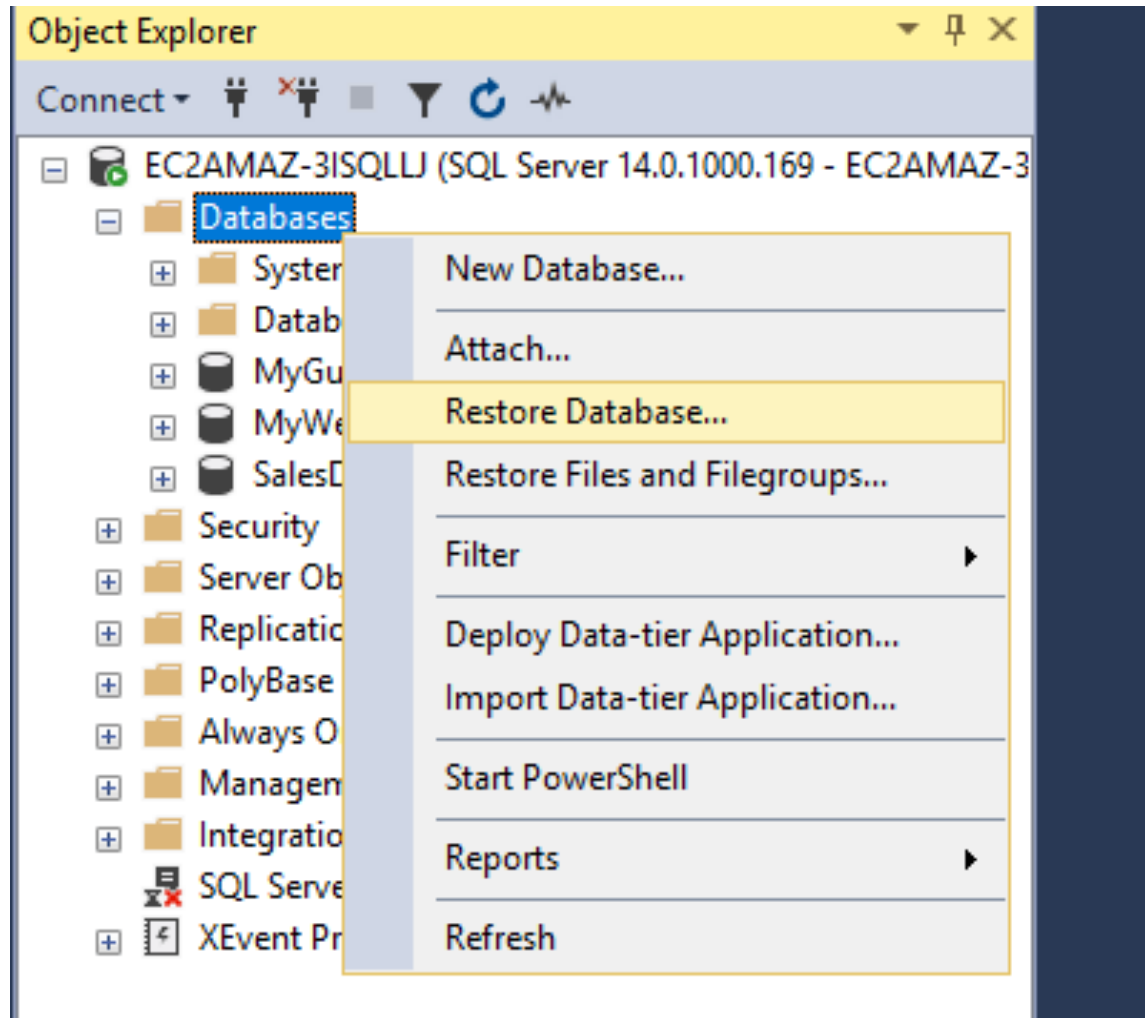 Object Explorer
Connect
EC2AMAZ-3ISQLLJ (SQL Server 14.0.1000.169 - EC2AMAZ-3
Databases
Syster
Datab
MyGu
MyWe
SalesD
Security
Server Ob
Replicatic
PolyBase
Always O
Managem
Integratio
SQL Serve
XEvent Pr
New Database...
Attach...
Restore Database...
Restore Files and Filegroups...
Filter
Deploy Data-tier Application...
Import Data-tier Application...
Start PowerShell
Reports
Refresh